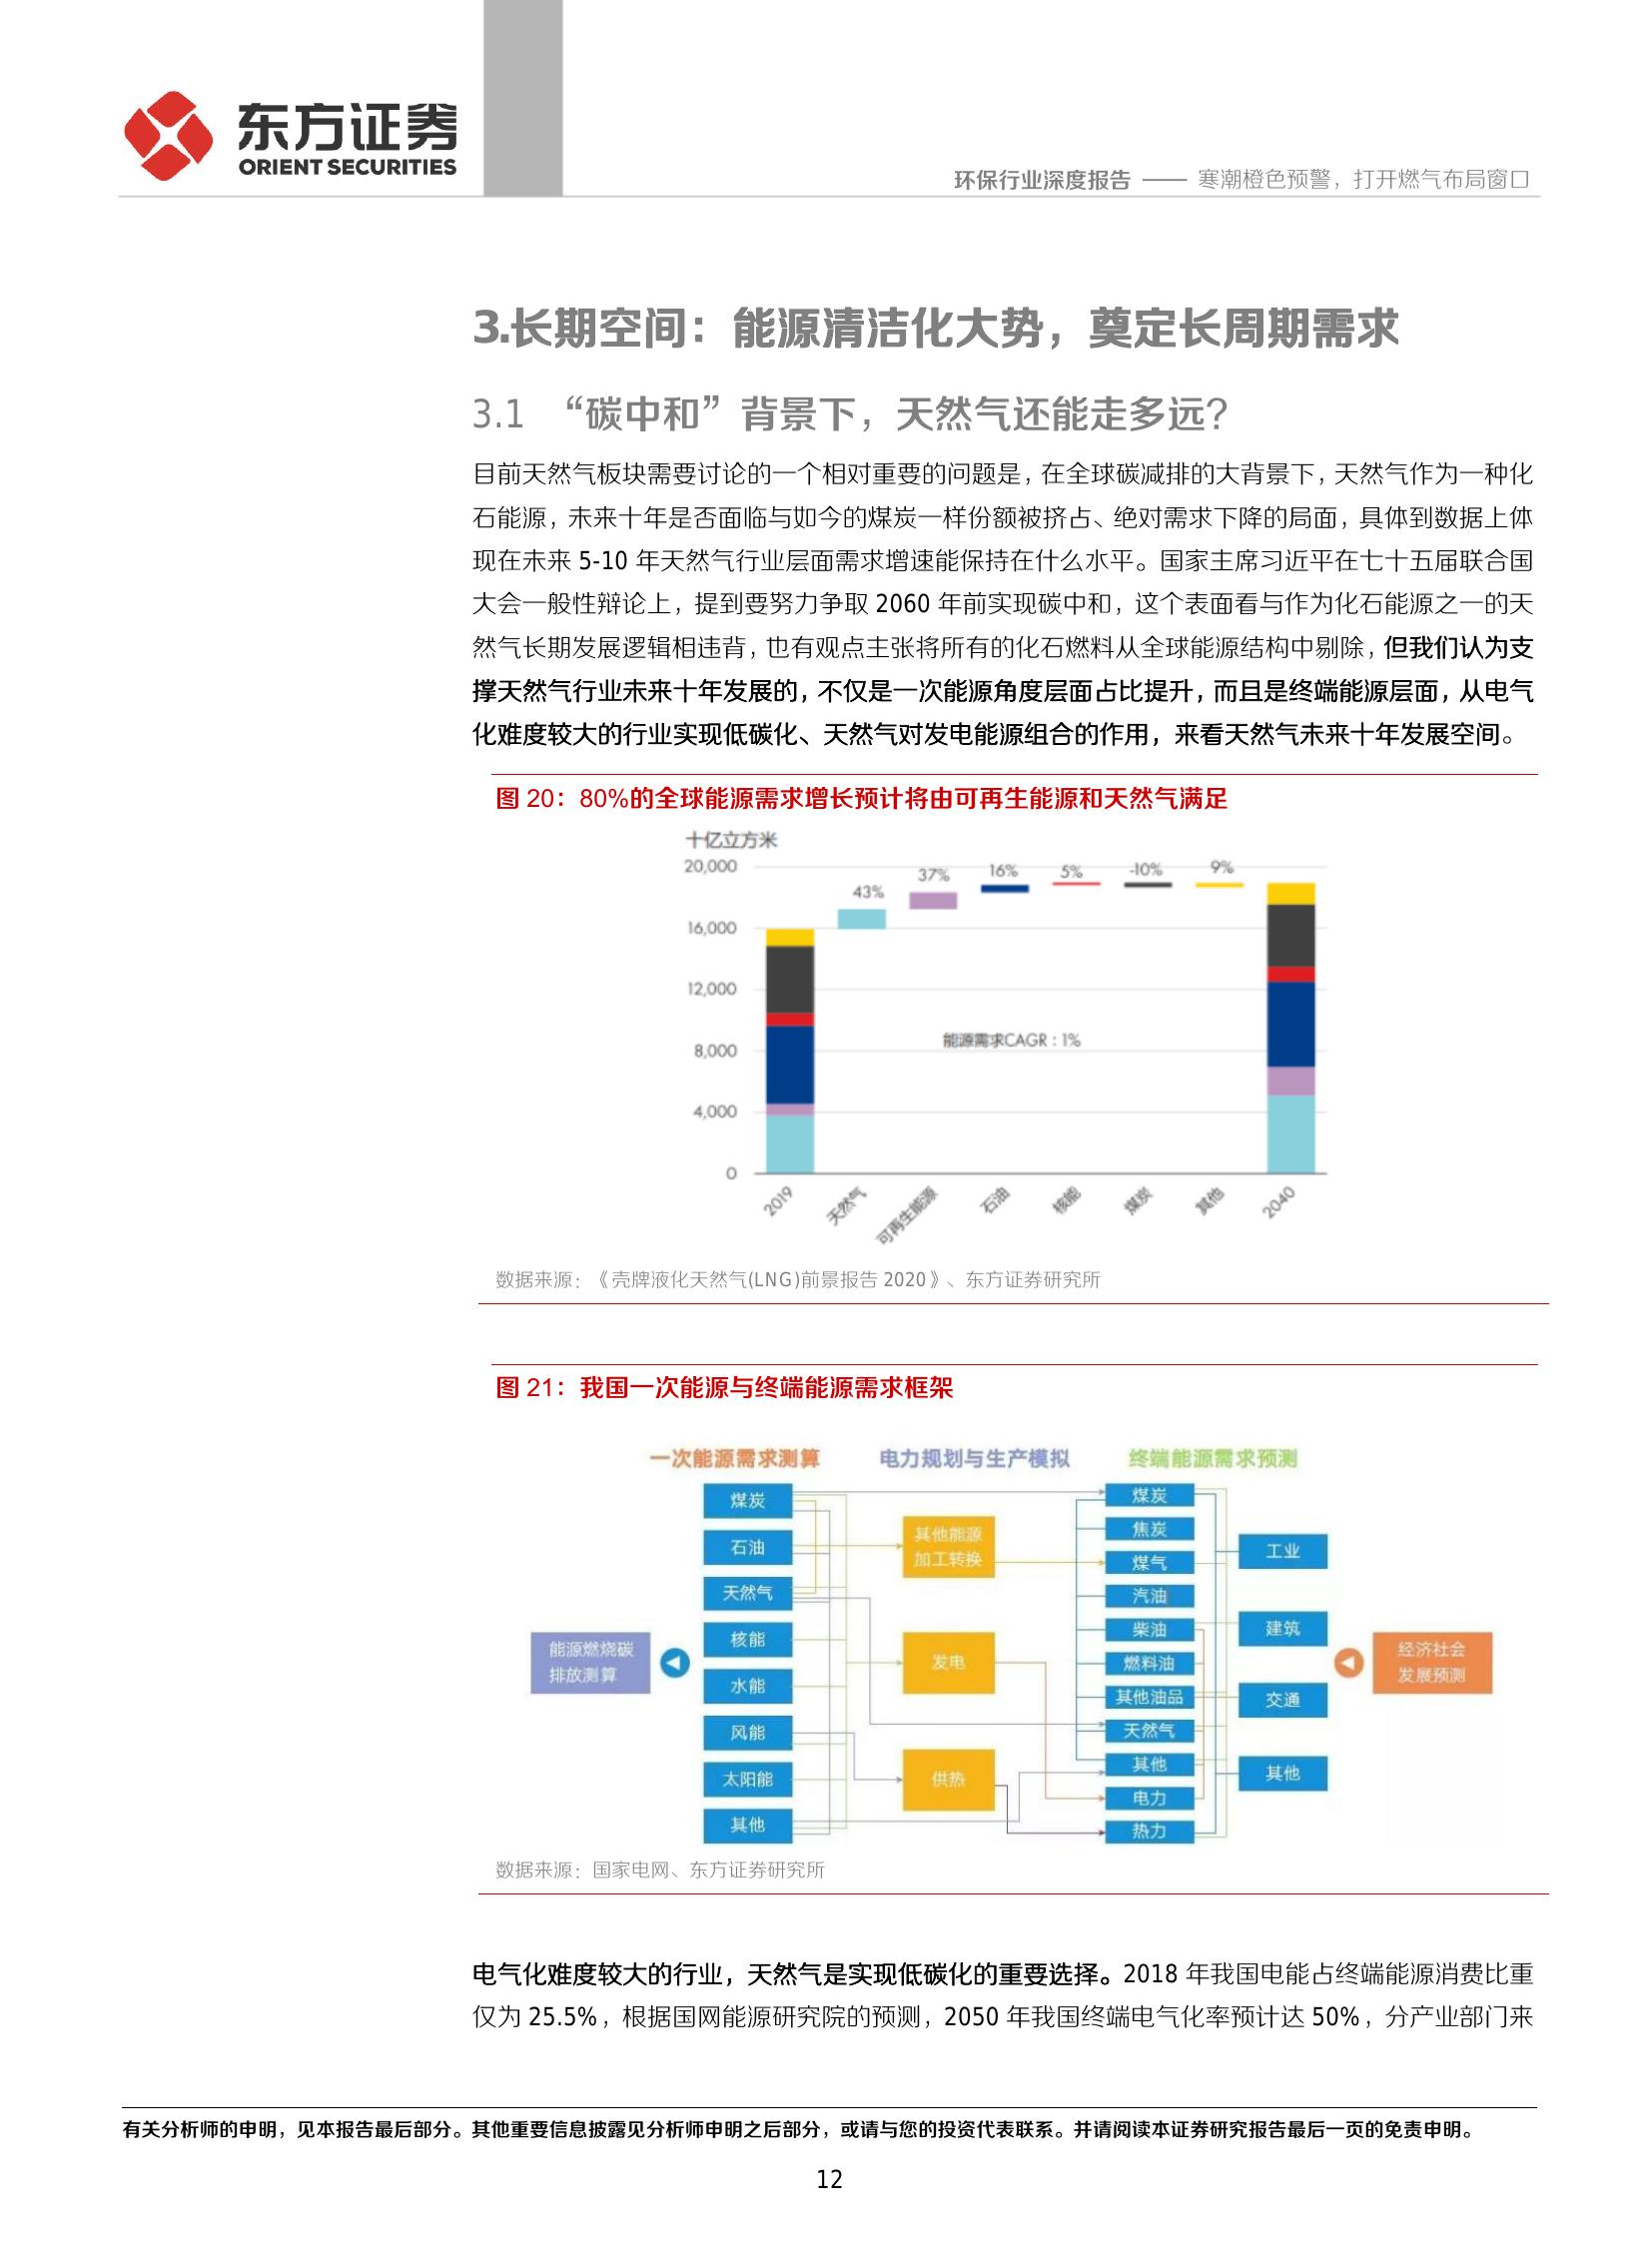 东方证券
ORIENT SECURITIES
环保行业深度报告 —— 寒潮橙色预警，打开燃气布局窗口
3.长期空间：能源清洁化大势，奠定长周期需求
3.1 “碳中和”背景下，天然气还能走多远？
目前天然气板块需要讨论的一个相对重要的问题是，在全球碳减排的大背景下，天然气作为一种化
石能源，未来十年是否面临与如今的煤炭一样份额被挤占、绝对需求下降的局面，具体到数据上体
现在未来 5-10 年天然气行业层面需求增速能保持在什么水平。国家主席习近平在七十五届联合国
大会一般性辩论上，提到要努力争取 2060 年前实现碳中和，这个表面看与作为化石能源之一的天
然气长期发展逻辑相违背，也有观点主张将所有的化石燃料从全球能源结构中剔除，但我们认为支
撑天然气行业未来十年发展的，不仅是一次能源角度层面占比提升，而且是终端能源层面，从电气
化难度较大的行业实现低碳化、天然气对发电能源组合的作用，来看天然气未来十年发展空间。
图 20：80%的全球能源需求增长预计将由可再生能源和天然气满足
十亿立方米
20,000
16,000
12,000
8,000
4,000
0
43%
37%
16%
5%
-10%
9%
能源需求CAGR：1%
2019
天然气
可再生能源
石油
核能
煤炭
其他
2040
数据来源：《壳牌液化天然气(LNG)前景报告 2020》、东方证券研究所
图 21：我国一次能源与终端能源需求框架
一次能源需求测算
电力规划与生产模拟
终端能源需求预测
能源燃烧碳
排放测算
煤炭
石油
天然气
核能
水能
风能
太阳能
其他
其他能源
加工转换
发电
供热
煤炭
焦炭
煤气
汽油
柴油
燃料油
其他油品
天然气
其他
电力
热力
工业
建筑
交通
其他
经济社会
发展预测
数据来源：国家电网、东方证券研究所
电气化难度较大的行业，天然气是实现低碳化的重要选择。2018 年我国电能占终端能源消费比重
仅为 25.5%，根据国网能源研究院的预测，2050 年我国终端电气化率预计达 50%，分产业部门来
有关分析师的申明，见本报告最后部分。其他重要信息披露见分析师申明之后部分，或请与您的投资代表联系。并请阅读本证券研究报告最后一页的免责申明。
12